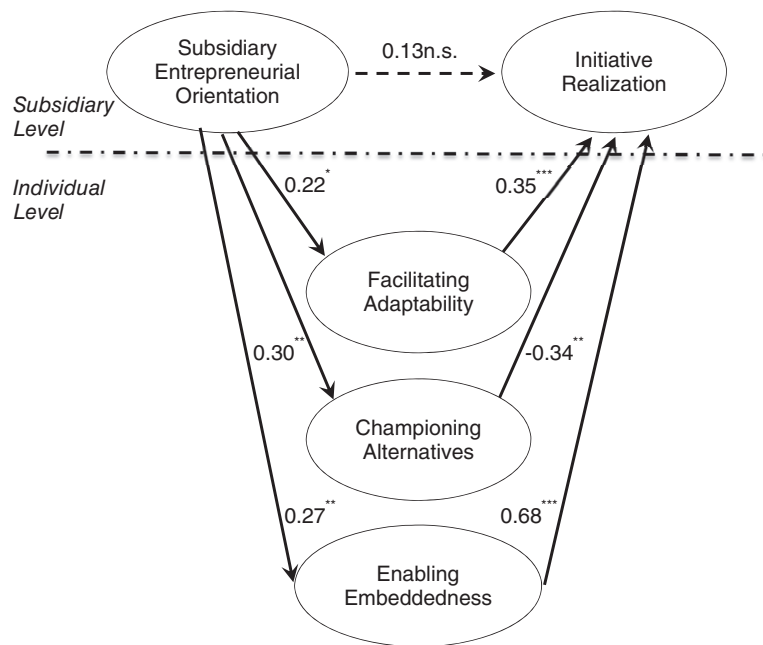 Subsidiary
Entrepreneurial
Orientation
0.13n.s.
Initiative
Realization
Subsidiary
Level
Individual
Level
0.22*
0.35***
Facilitating
Adaptability
0.30**
-0.34**
Championing
Alternatives
0.27**
0.68***
Enabling
Embeddedness